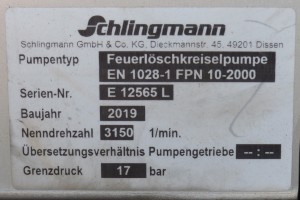 Schlingmann
Schlingmann GmbH & Co. KG, Dieckmannstr. 45, 49201 Dissen
Pumpentyp Feuerlöschkreiselpumpe
EN 1028-1 FPN 10-2000
Serien-Nr. E 12565 L
Baujahr 2019
Nenndrehzahl 3150 1/min.
Übersetzungsverhältnis Pumpengetriebe --:--
Grenzdruck 17 bar